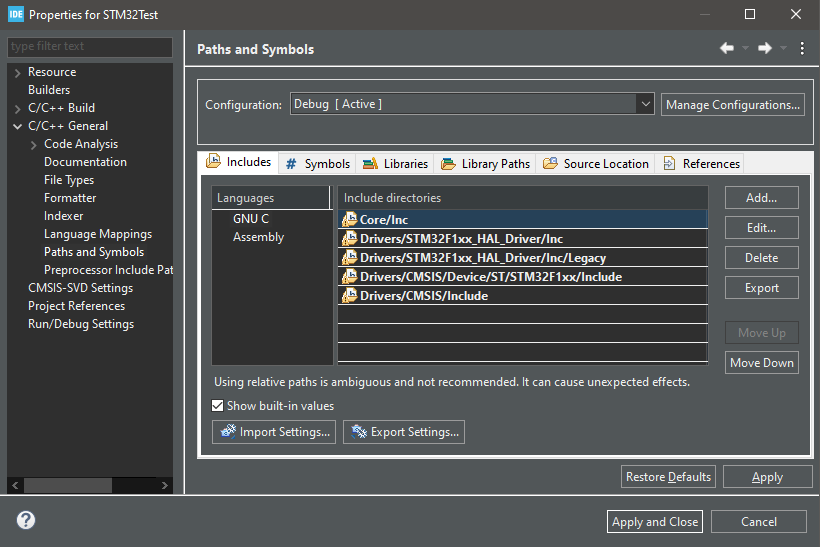 IDE Properties for STM32Test
type filter text
Resource
Builders
C/C++ Build
C/C++ General
Code Analysis
Documentation
File Types
Formatter
Indexer
Language Mappings
Paths and Symbols
Preprocessor Include Pat
CMSIS-SVD Settings
Project References
Run/Debug Settings
Paths and Symbols
Configuration: Debug [ Active ] Manage Configurations...
Includes # Symbols Libraries Library Paths Source Location References
Languages
GNU C
Assembly
Include directories
Core/Inc
Drivers/STM32F1xx_HAL_Driver/Inc
Drivers/STM32F1xx_HAL_Driver/Inc/Legacy
Drivers/CMSIS/Device/ST/STM32F1xx/Include
Drivers/CMSIS/Include
Add...
Edit...
Delete
Export
Move Up
Move Down
Using relative paths is ambiguous and not recommended. It can cause unexpected effects.
Show built-in values
Import Settings... Export Settings...
Restore Defaults Apply
? Apply and Close Cancel